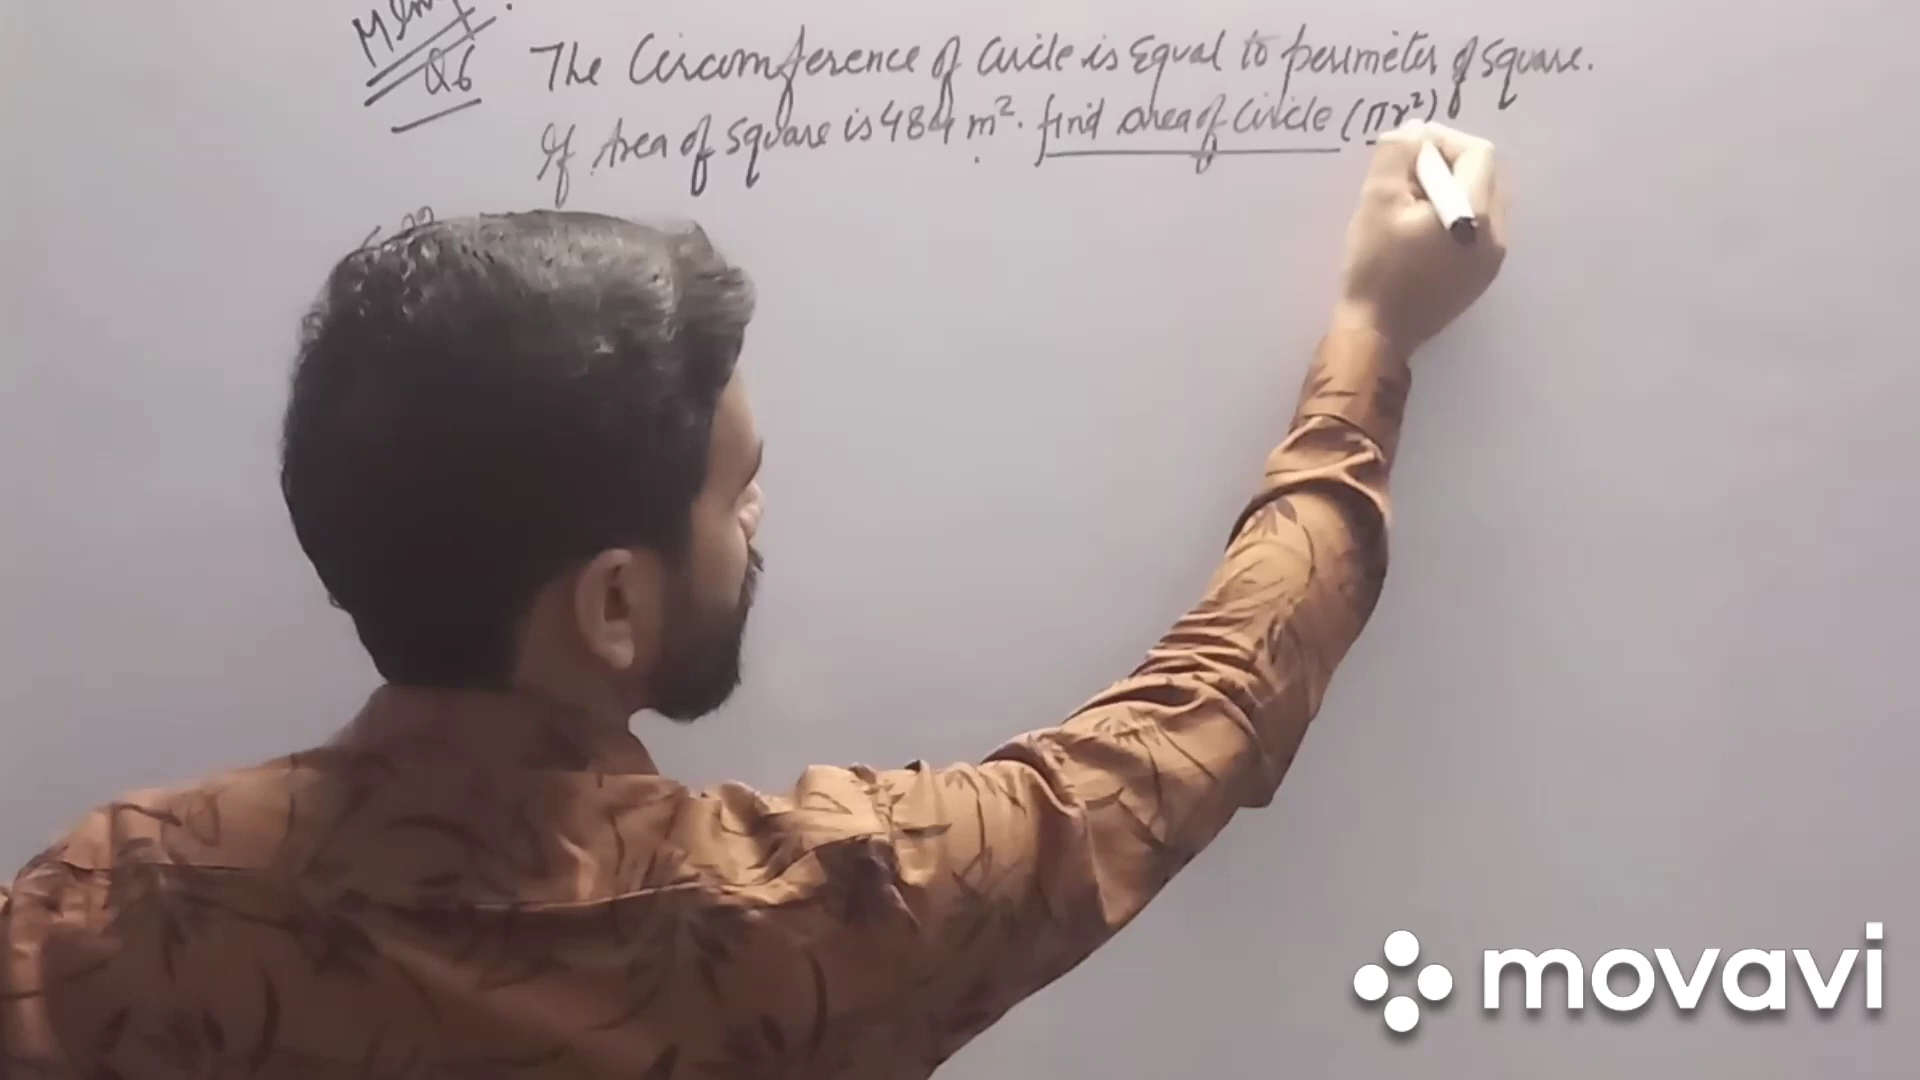 Q6 The Circumference of Circle is Equal to perimeter of square.
If Area of square is 484 m². find area of Circle (πr²)
movavi